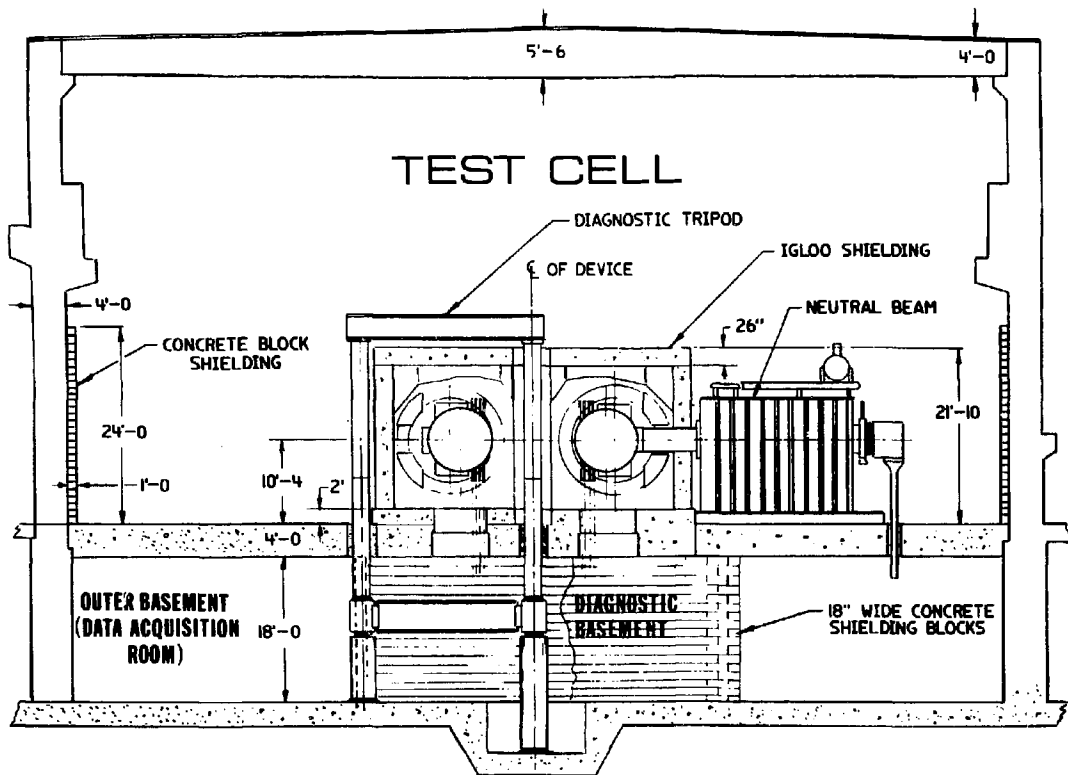 5'-6
4'-0
TEST CELL
DIAGNOSTIC TRIPOD
IGLOO SHIELDING
℄ OF DEVICE
NEUTRAL BEAM
4'-0
26"
CONCRETE BLOCK
SHIELDING
24'-0
21'-10
10'-4
1'-0
2'
4'-0
OUTER BASEMENT
(DATA ACQUISITION
ROOM)
18'-0
DIAGNOSTIC
BASEMENT
18" WIDE CONCRETE
SHIELDING BLOCKS